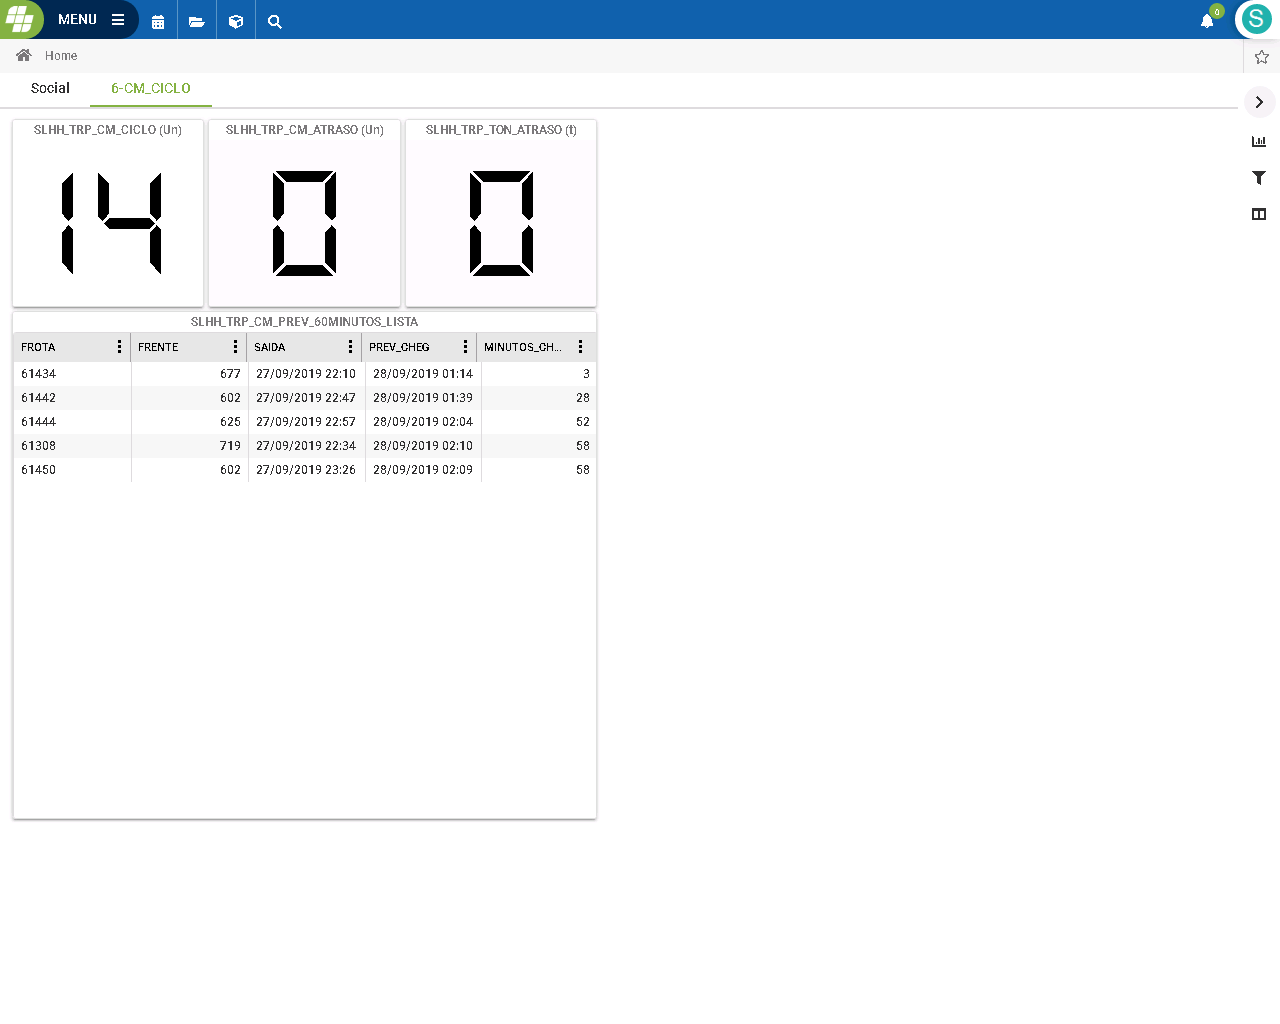 MENU
0
S
Home
Social 6-CM_CICLO
SLHH_TRP_CM_CICLO (Un) SLHH_TRP_CM_ATRASO (Un) SLHH_TRP_TON_ATRASO (t)
14 0 0
SLHH_TRP_CM_PREV_60MINUTOS_LISTA
FROTA FRENTE SAIDA PREV_CHEG MINUTOS_CH...
61434 677 27/09/2019 22:10 28/09/2019 01:14 3
61442 602 27/09/2019 22:47 28/09/2019 01:39 28
61444 625 27/09/2019 22:57 28/09/2019 02:04 52
61308 719 27/09/2019 22:34 28/09/2019 02:10 58
61450 602 27/09/2019 23:26 28/09/2019 02:09 58